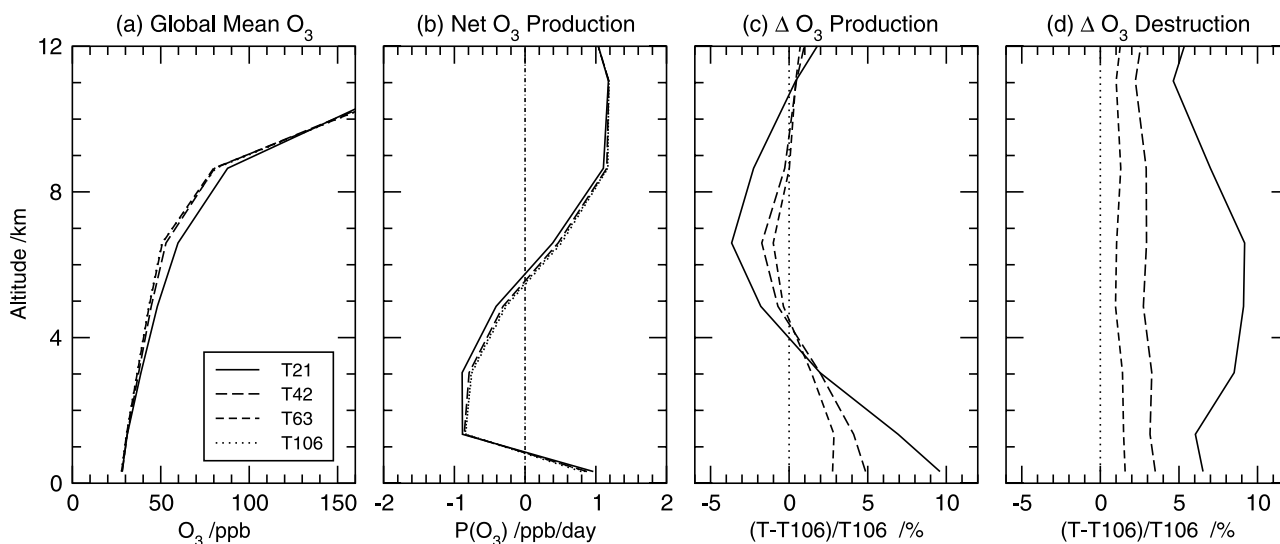 (a) Global Mean O₃
(b) Net O₃ Production
(c) Δ O₃ Production
(d) Δ O₃ Destruction
Altitude /km
12
8
4
0
T21
T42
T63
T106
0 50 100 150
-2 -1 0 1 2
-5 0 5 10
-5 0 5 10
O₃ /ppb
P(O₃) /ppb/day
(T-T106)/T106 /%
(T-T106)/T106 /%